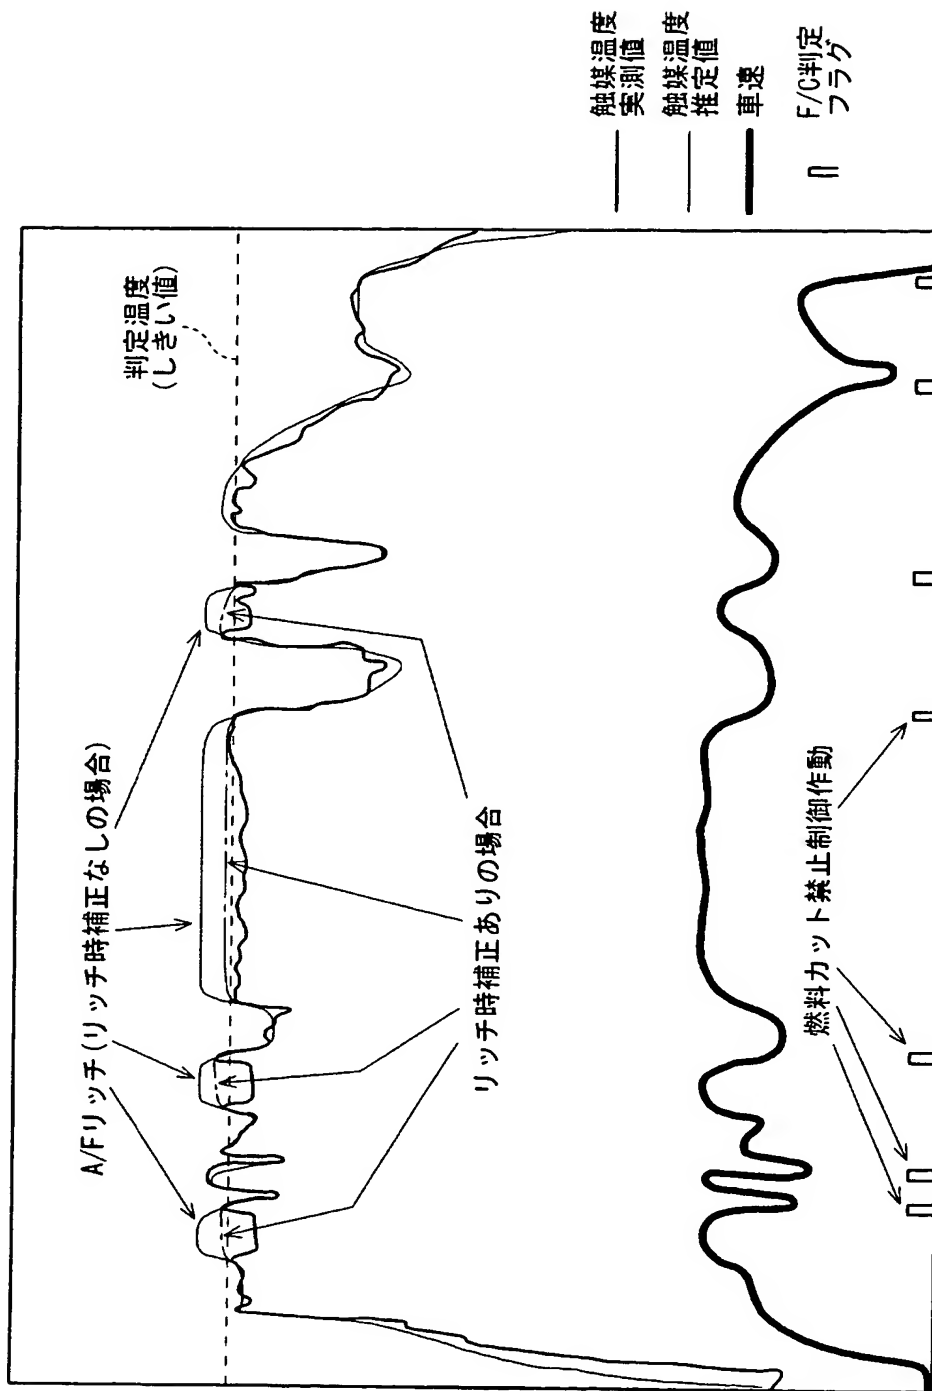 A/Fリッチ(リッチ時補正なしの場合)
判定温度
(しきい値)
リッチ時補正ありの場合
燃料カット禁止制御作動
触媒温度
実測値
触媒温度
推定値
車速
F/C判定
フラグ